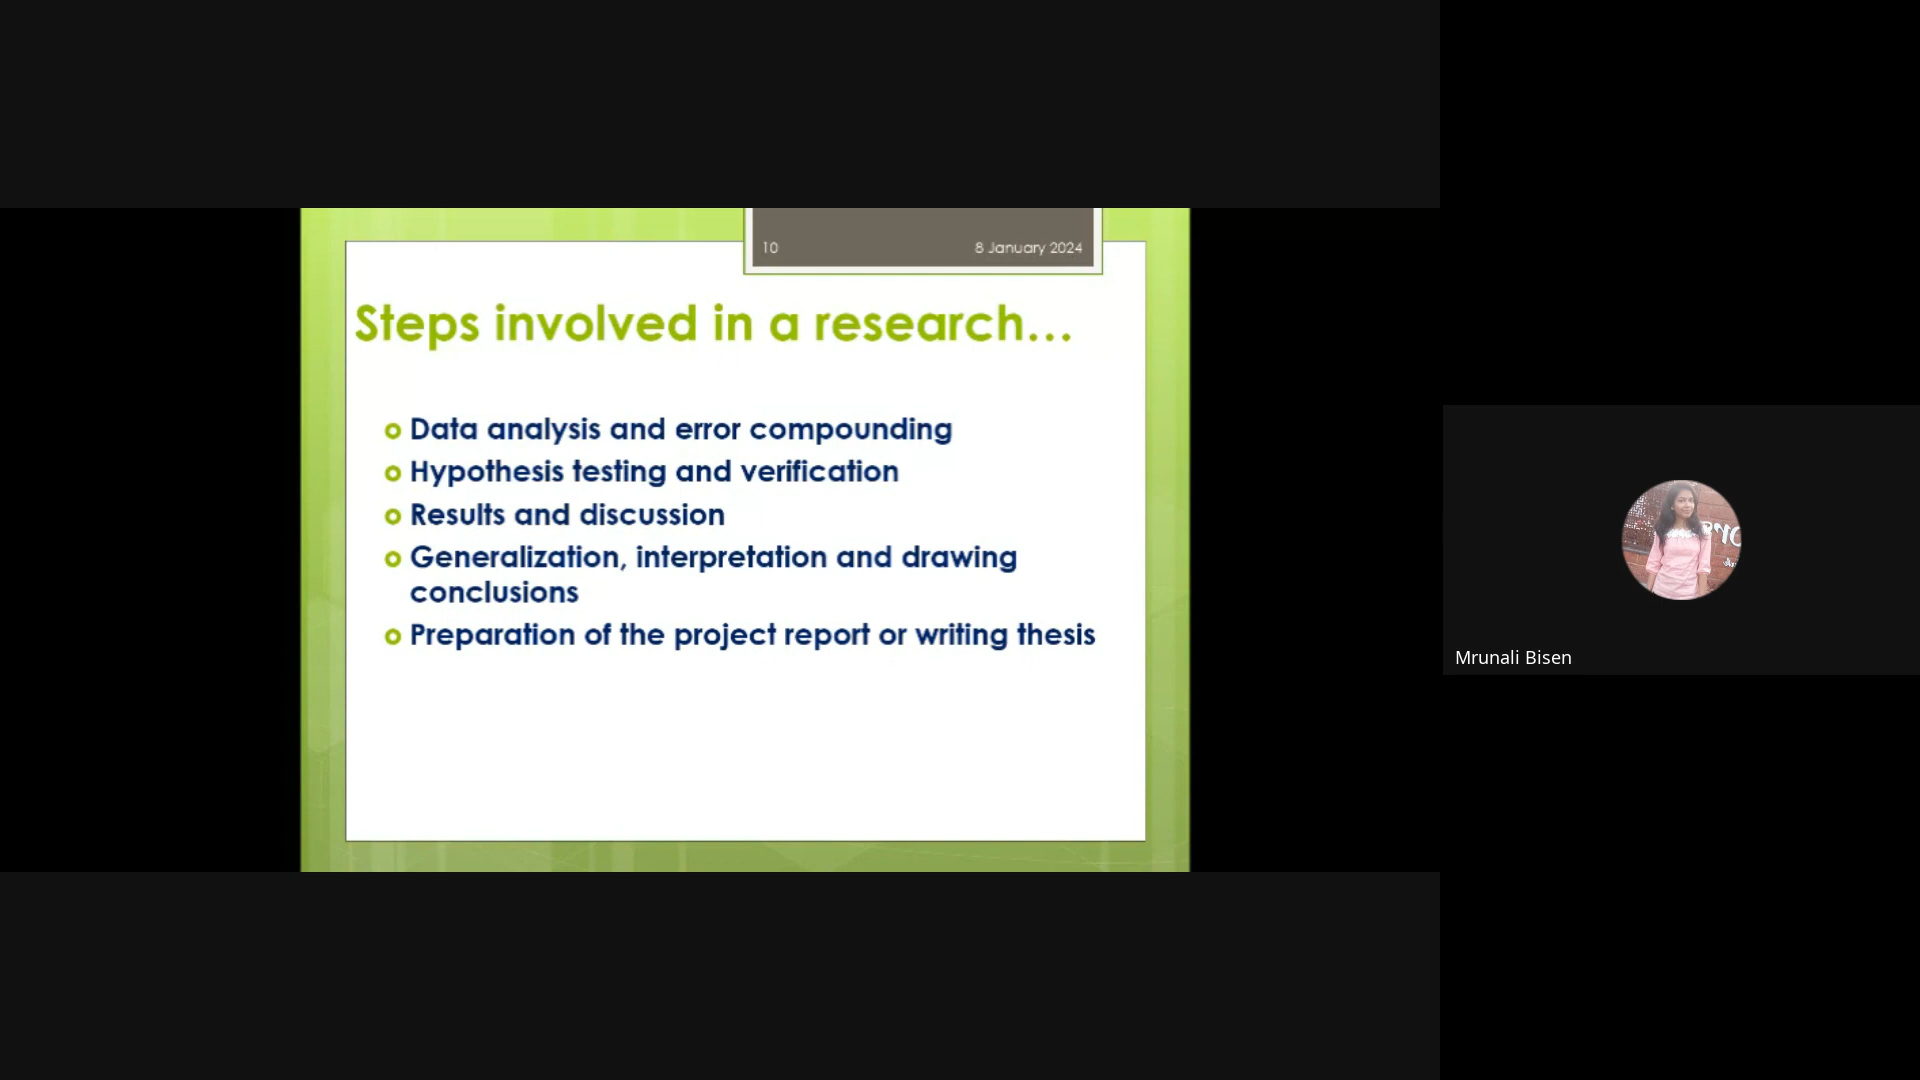 10 8 January 2024
Steps involved in a research...
Data analysis and error compounding
Hypothesis testing and verification
Results and discussion
Generalization, interpretation and drawing
conclusions
Preparation of the project report or writing thesis
Mrunali Bisen